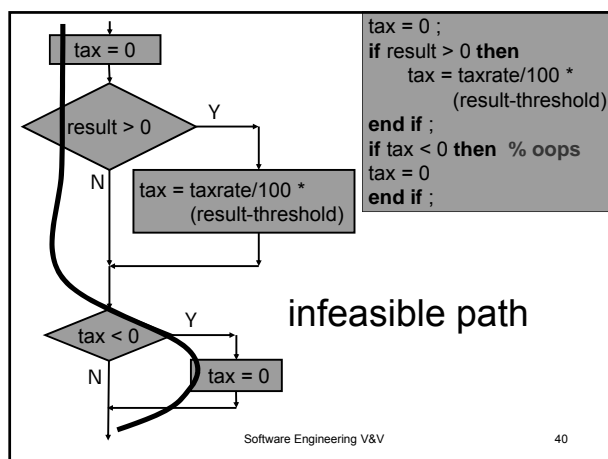 tax = 0
result > 0
Y
N
tax = taxrate/100 *
(result-threshold)
tax < 0
Y
N
tax = 0
tax = 0 ;
if result > 0 then
tax = taxrate/100 *
(result-threshold)
end if ;
if tax < 0 then % oops
tax = 0
end if ;
infeasible path
Software Engineering V&V
40